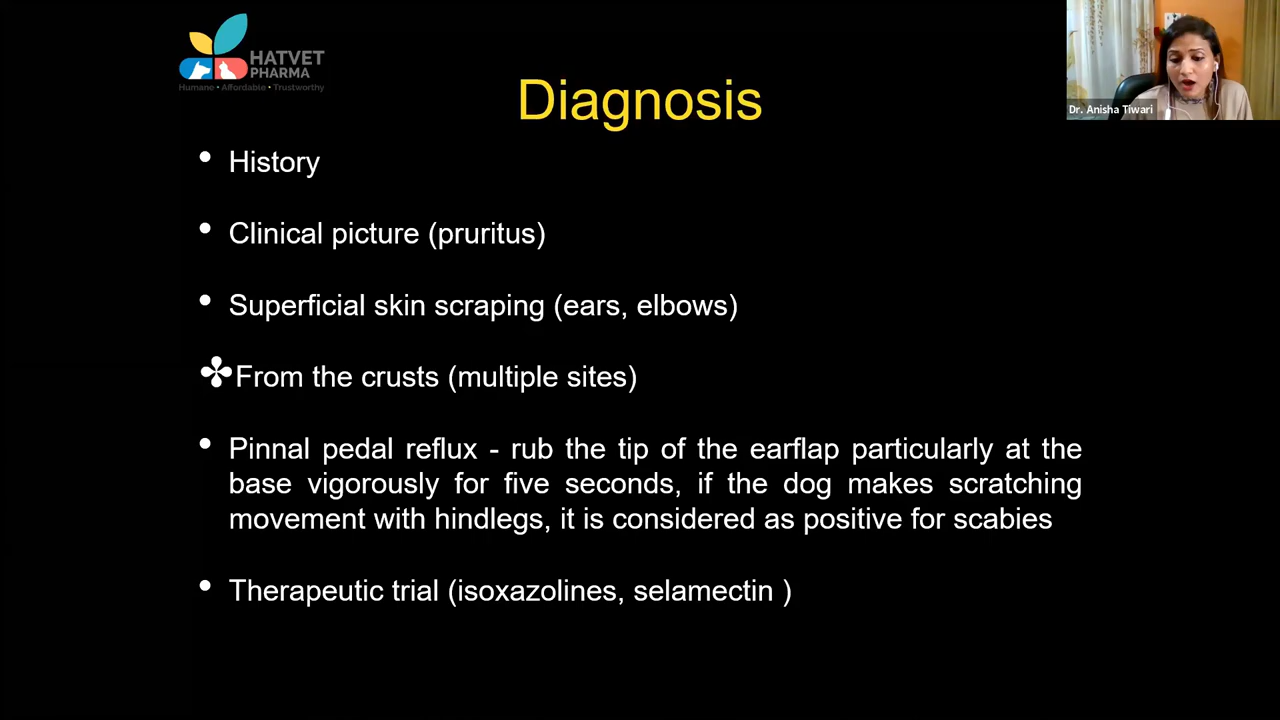 HATVET
PHARMA
Humane • Affordable • Trustworthy
Dr. Anisha Tiwari
Diagnosis
• History
• Clinical picture (pruritus)
• Superficial skin scraping (ears, elbows)
✤From the crusts (multiple sites)
• Pinnal pedal reflux - rub the tip of the earflap particularly at the
base vigorously for five seconds, if the dog makes scratching
movement with hindlegs, it is considered as positive for scabies
• Therapeutic trial (isoxazolines, selamectin )